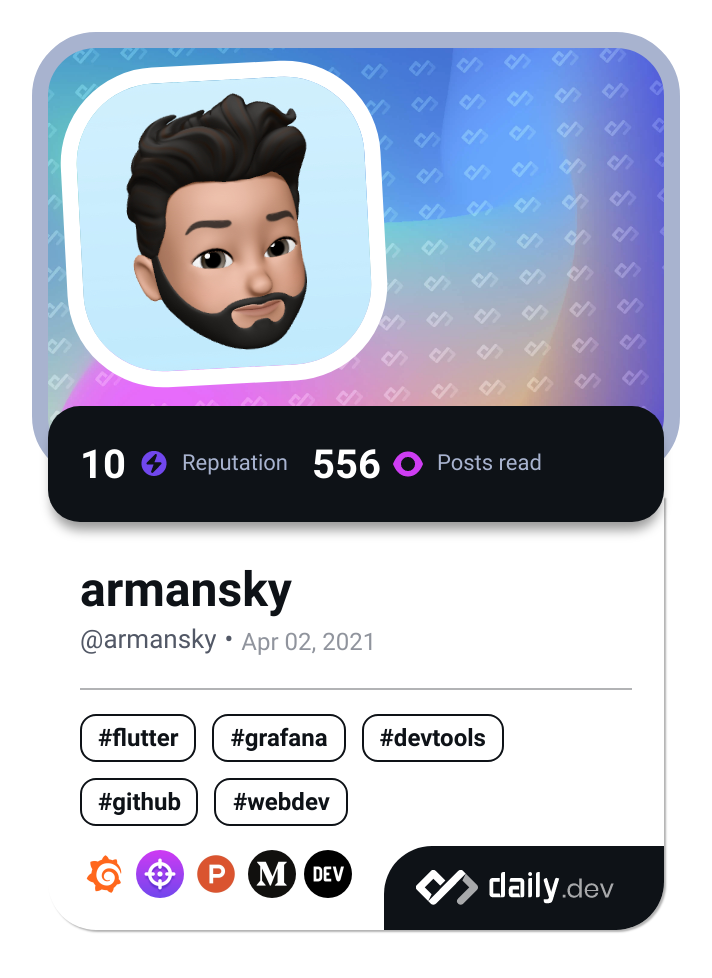 10 Reputation 556 Posts read
armansky
@armansky • Apr 02, 2021
#flutter #grafana #devtools
#github #webdev
P M DEV daily.dev